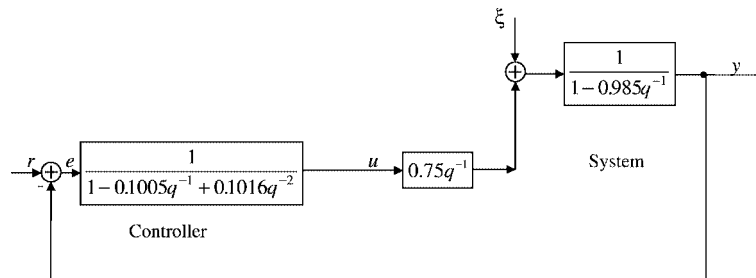 ξ
1
1 − 0.985q⁻¹
y
System
r
e
1
1 − 0.1005q⁻¹ + 0.1016q⁻²
u
0.75q⁻¹
-
Controller